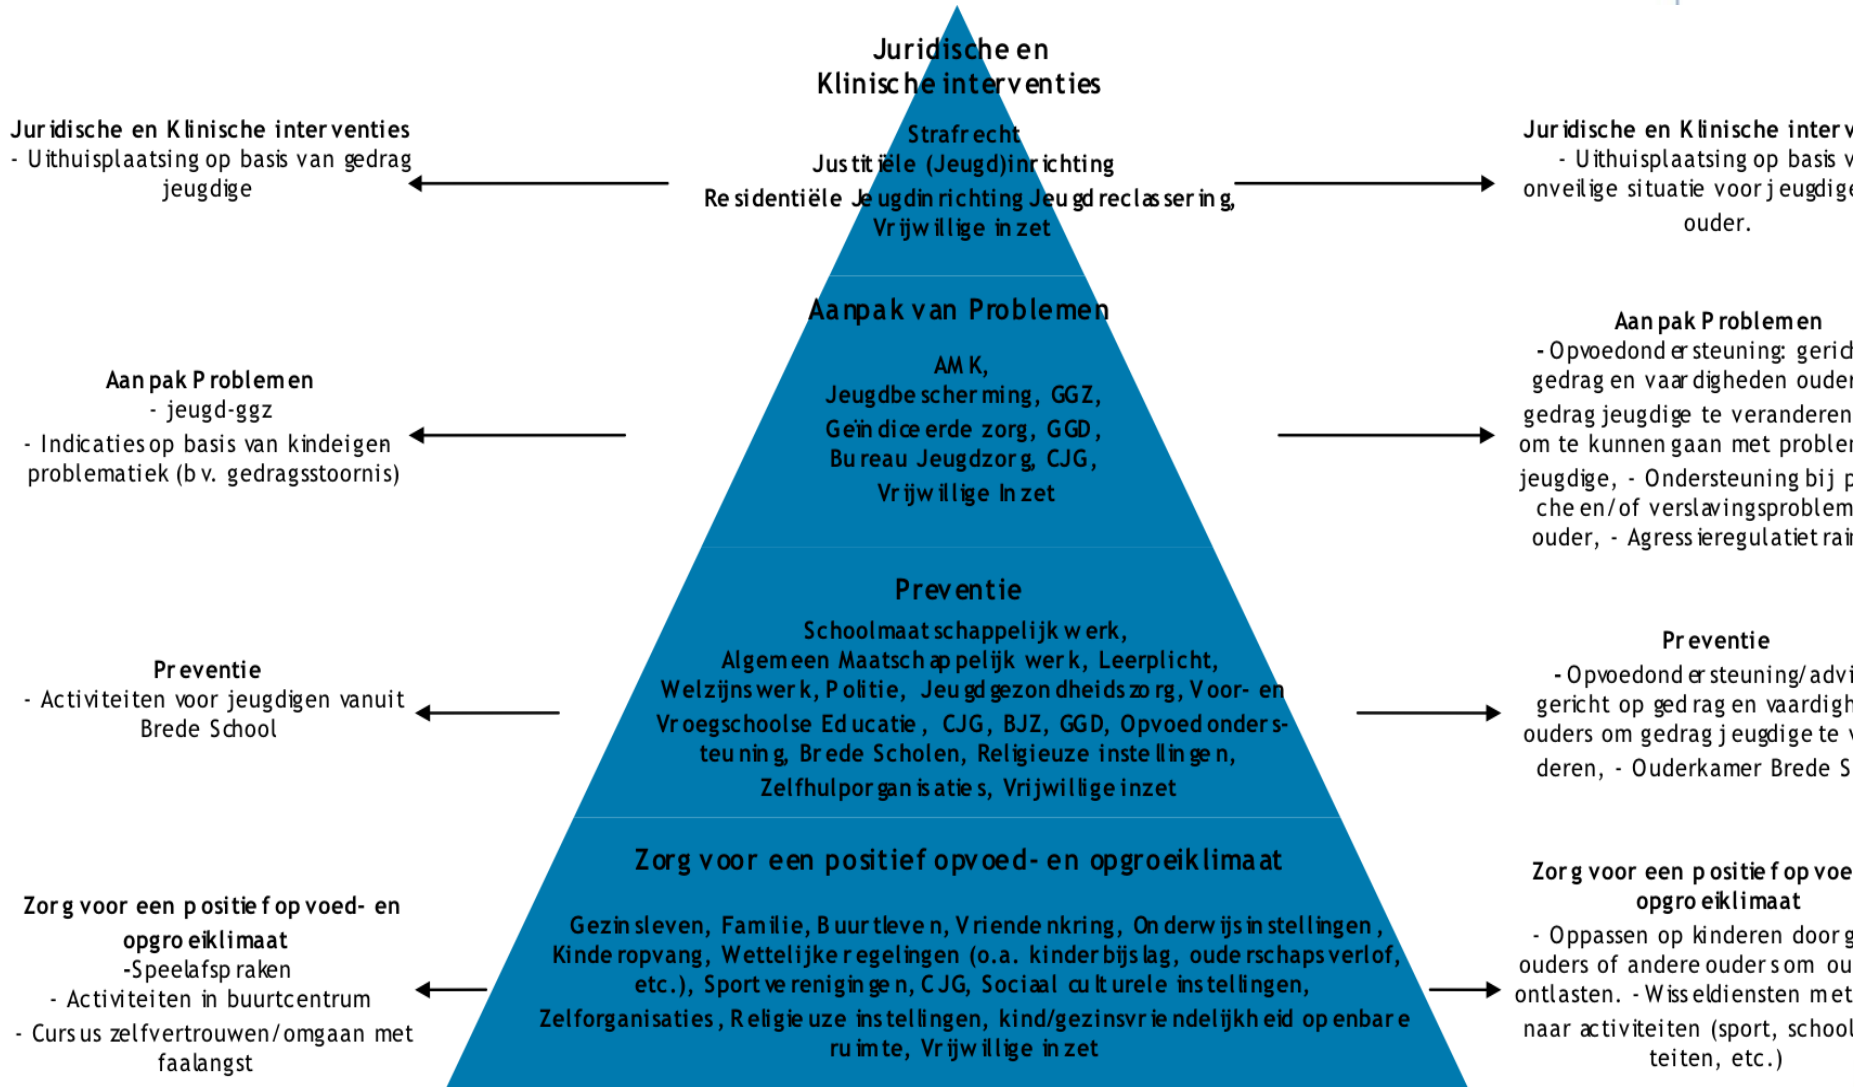 Juridische en
Klinische interventies
Strafrecht
Justitiële (Jeugd)inrichting
Residentiële Jeugdinrichting Jeugdreclassering,
Vrijwillige inzet
Aanpak van Problemen
AMK,
Jeugdbescherming, GGZ,
Geïndiceerde zorg, GGD,
Bureau Jeugdzorg, CJG,
Vrijwillige Inzet
Preventie
Schoolmaatschappelijk werk,
Algemeen Maatschappelijk werk, Leerplicht,
Welzijnswerk, Politie, Jeugdgezondheidszorg, Voor- en
Vroegschoolse Educatie, CJG, BJZ, GGD, Opvoedonders-
teuning, Brede Scholen, Religieuze instellingen,
Zelfhulporganisaties, Vrijwillige inzet
Zorg voor een positief opvoed- en opgroeiklimaat
Gezinsleven, Familie, Buurtleven, Vriendenkring, Onderwijsinstellingen,
Kinderopvang, Wettelijke regelingen (o.a. kinderbijslag, ouderschapsverlof,
etc.), Sportverenigingen, CJG, Sociaal culturele instellingen,
Zelforganisaties, Religieuze instellingen, kind/gezinsvriendelijkheid openbare
ruimte, Vrijwillige inzet
Juridische en Klinische interventies
- Uithuisplaatsing op basis van gedrag
jeugdige
Aanpak Problemen
- jeugd-ggz
- Indicaties op basis van kindeigen
problematiek (bv. gedragsstoornis)
Preventie
- Activiteiten voor jeugdigen vanuit
Brede School
Zorg voor een positief opvoed- en
opgroeiklimaat
-Speelafspraken
- Activiteiten in buurtcentrum
- Cursus zelfvertrouwen/omgaan met
faalangst
Juridische en Klinische interv
- Uithuisplaatsing op basis v
onveilige situatie voor jeugdige
ouder.
Aanpak Problemen
- Opvoedondersteuning: gerich
gedrag en vaardigheden ouder
gedrag jeugdige te veranderen
om te kunnen gaan met problem
jeugdige, - Ondersteuning bij p
che en/of verslavingsproblem
ouder, - Agressieregulatietrain
Preventie
- Opvoedondersteuning/advi
gericht op gedrag en vaardigh
ouders om gedrag jeugdige te v
deren, - Ouderkamer Brede S
Zorg voor een positief opvoe
opgroeiklimaat
- Oppassen op kinderen door g
ouders of andere ouders om ou
ontlasten. - Wisseldiensten met
naar activiteiten (sport, school
teiten, etc.)